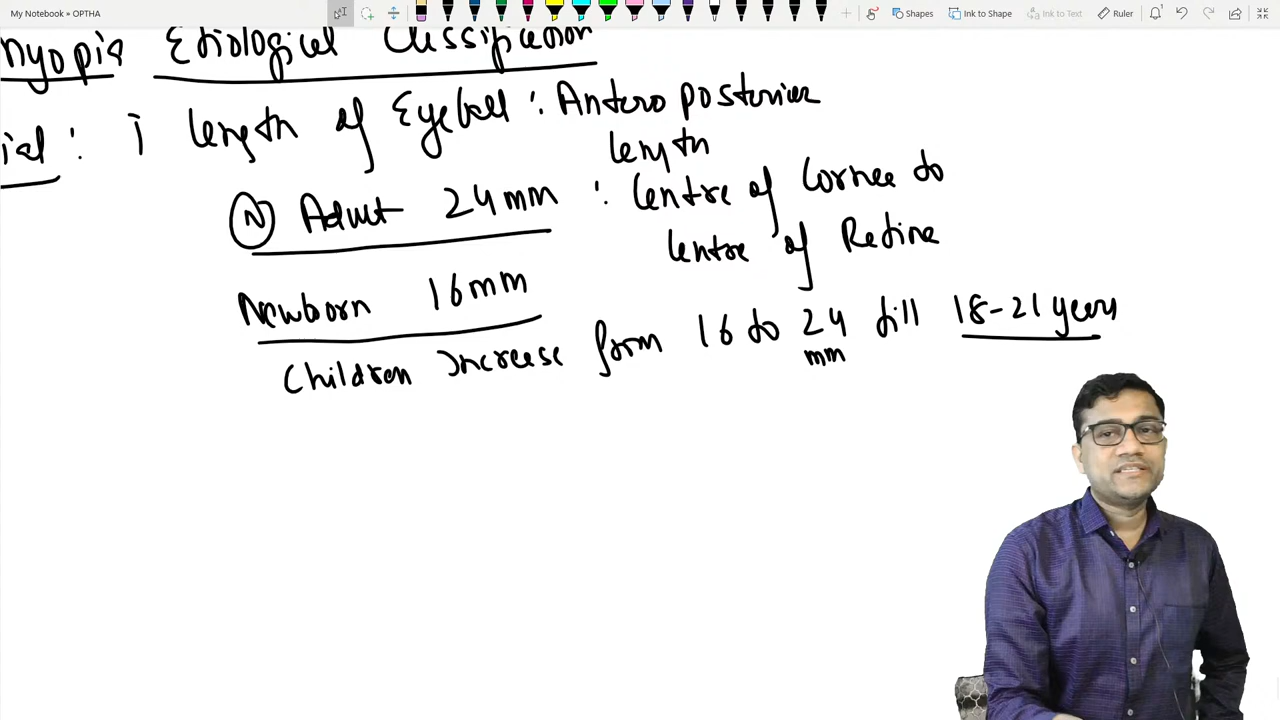 My Notebook » OPTHA
Shapes Ink to Shape Ink to Text Ruler
Myopia Etiological Classification
ial : ↑ length of Eyeball : Anteroposterior
length
(N) Adult 24mm : Centre of Cornea to
Centre of Retina
Newborn 16mm
Children Increase from 16 to 24 till 18-21 years
mm